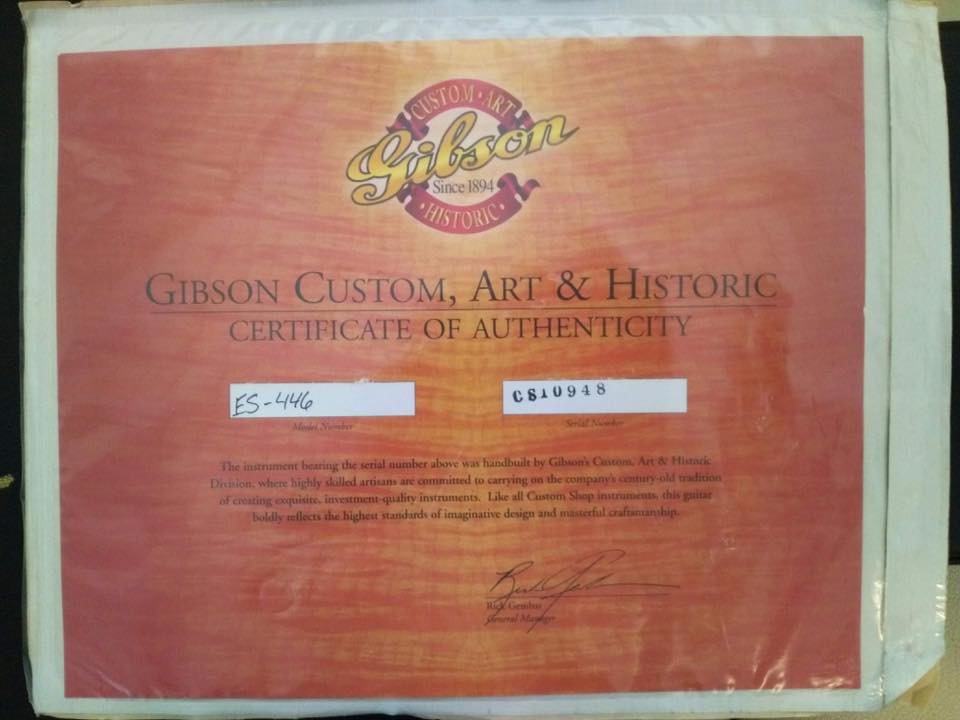 CUSTOM • ART
Gibson
Since 1894
• HISTORIC •
GIBSON CUSTOM, ART & HISTORIC
CERTIFICATE OF AUTHENTICITY
ES-446
CS10948
Model Number
Serial Number
The instrument bearing the serial number above was handbuilt by Gibson's Custom, Art & Historic
Division, where highly skilled artisans are committed to carrying on the company's century-old tradition
of creating exquisite, investment-quality instruments. Like all Custom Shop instruments, this guitar
boldly reflects the highest standards of imaginative design and masterful craftsmanship.
Rick Gembar
General Manager